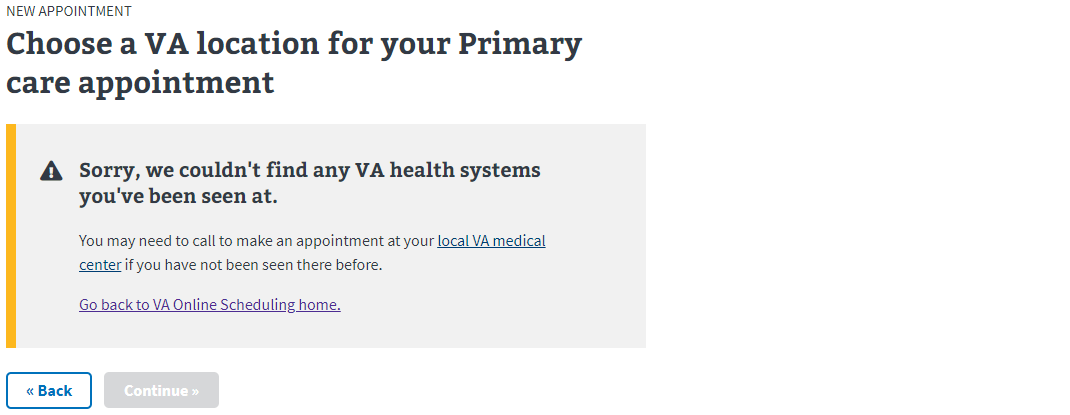 NEW APPOINTMENT
Choose a VA location for your Primary
care appointment
Sorry, we couldn't find any VA health systems
you've been seen at.
You may need to call to make an appointment at your local VA medical
center if you have not been seen there before.
Go back to VA Online Scheduling home.
« Back
Continue »